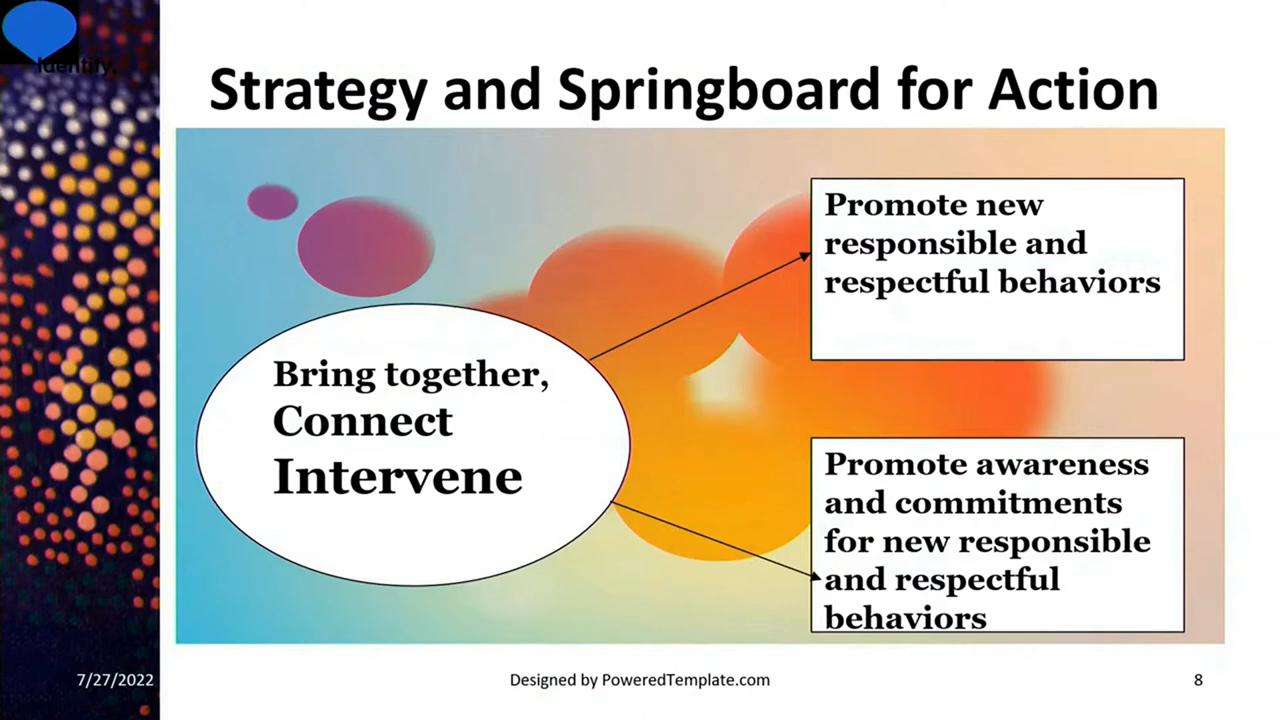 Identify,
Strategy and Springboard for Action
Promote new
responsible and
respectful behaviors
Bring together,
Connect
Intervene
Promote awareness
and commitments
for new responsible
and respectful
behaviors
7/27/2022
Designed by PoweredTemplate.com
8